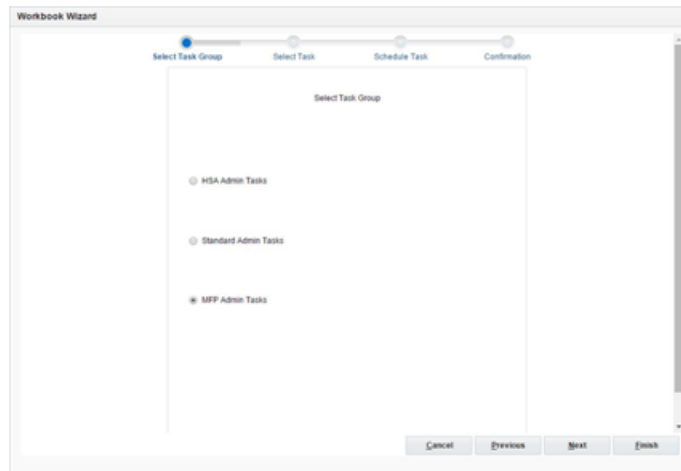 Workbook Wizard
Select Task Group Select Task Schedule Task Confirmation
Select Task Group
HSA Admin Tasks
Standard Admin Tasks
MFP Admin Tasks
Cancel Previous Next Finish